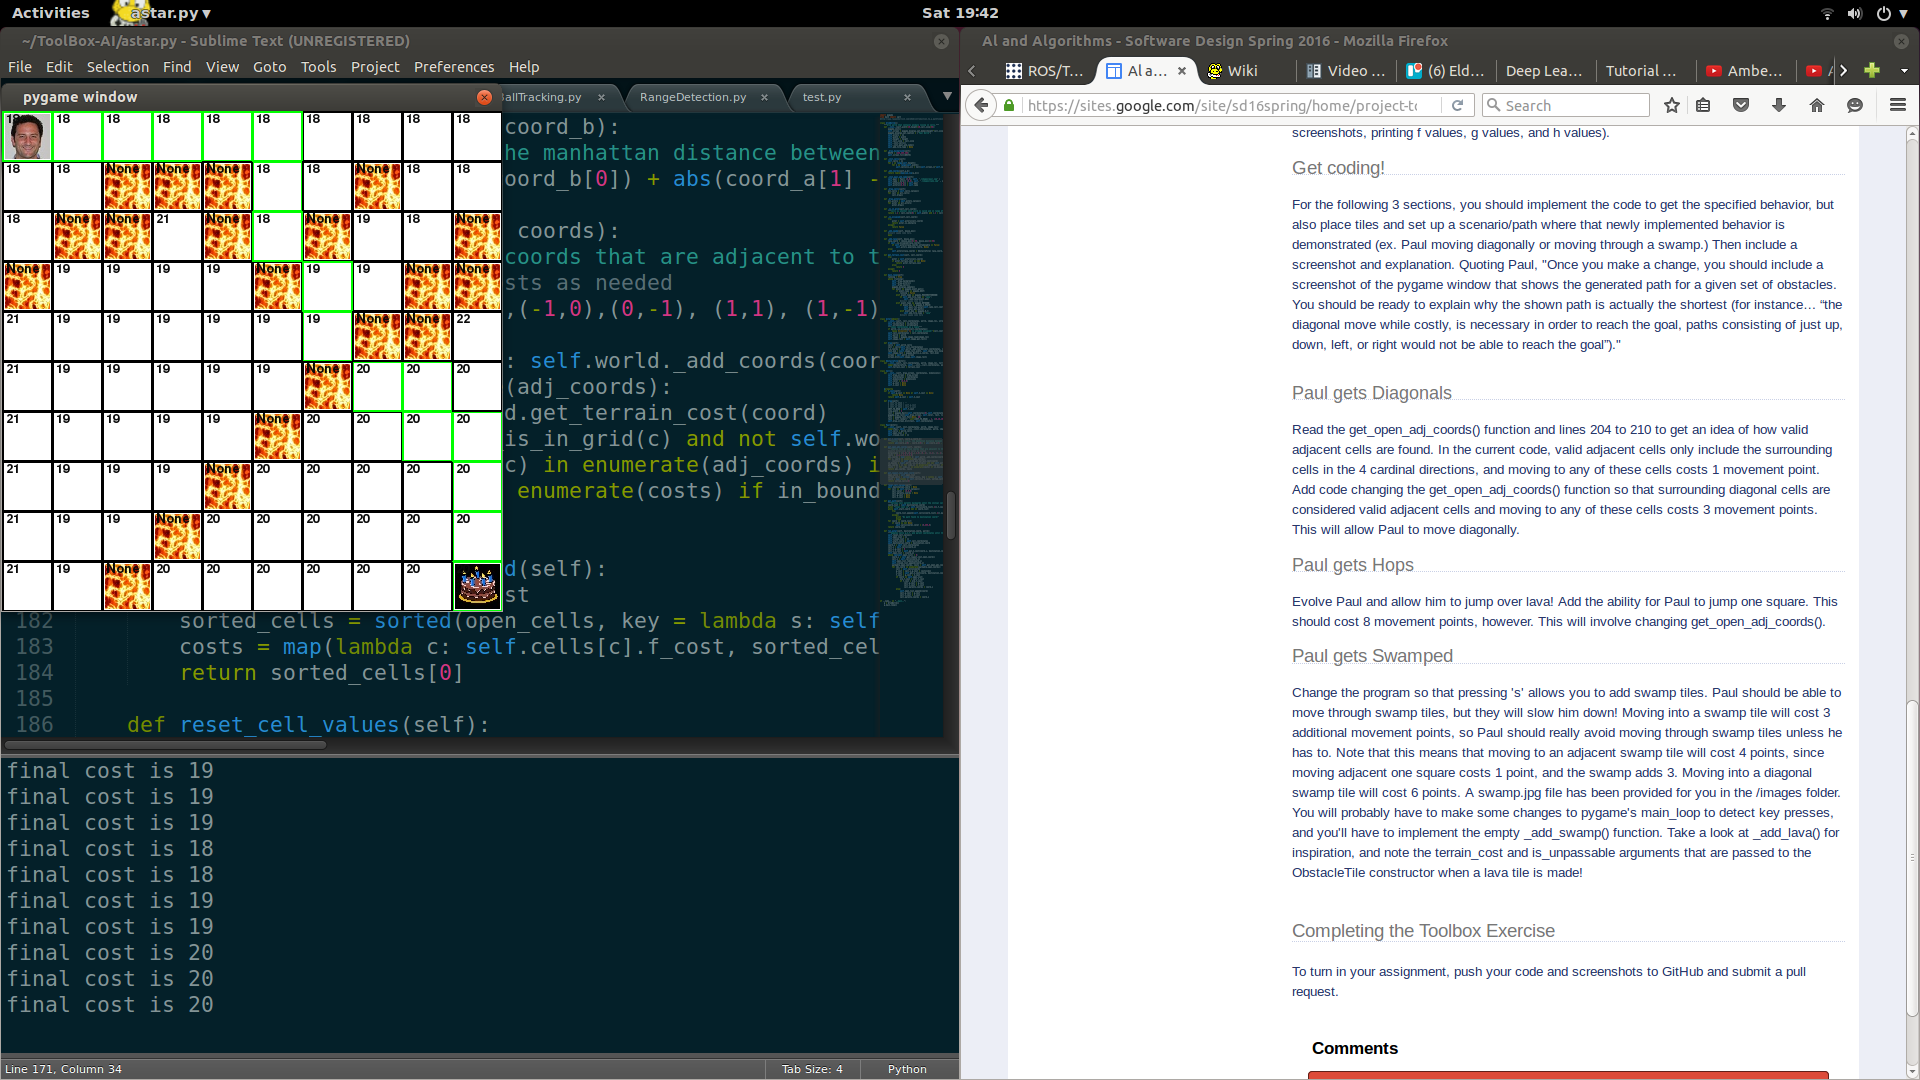 Activities astar.py ▾ Sat 19:42
~/ToolBox-AI/astar.py - Sublime Text (UNREGISTERED)
File Edit Selection Find View Goto Tools Project Preferences Help
pygame window
allTracking.py × RangeDetection.py × test.py ×
18 18 18 18 18 18 18 18 18 18
18 18 None None None 18 18 None 18 18
18 None None 21 None 18 None 19 18 None
None 19 19 19 19 None 19 19 None None
21 19 19 19 19 19 19 None None 22
21 19 19 19 19 19 None 20 20 20
19 19 19 19 19 None 20 20 20 20
21 19 19 19 None 20 20 20 20 20
21 19 19 None 20 20 20 20 20 20
21 19 None 20 20 20 20 20 20
coord_b):
he manhattan distance between
oord_b[0]) + abs(coord_a[1] -
coords):
coords that are adjacent to t
sts as needed
,(-1,0),(0,-1), (1,1), (1,-1)
: self.world._add_coords(coor
(adj_coords):
d.get_terrain_cost(coord)
is_in_grid(c) and not self.wo
c) in enumerate(adj_coords) i
enumerate(costs) if in_bound
d(self):
st
182 sorted_cells = sorted(open_cells, key = lambda s: self
183 costs = map(lambda c: self.cells[c].f_cost, sorted_cel
184 return sorted_cells[0]
185
186 def reset_cell_values(self):
final cost is 19
final cost is 19
final cost is 19
final cost is 18
final cost is 18
final cost is 19
final cost is 19
final cost is 20
final cost is 20
final cost is 20
Line 171, Column 34 Tab Size: 4 Python
AI and Algorithms - Software Design Spring 2016 - Mozilla Firefox
ROS/T... AI a... × Wiki Video ... (6) Eld... Deep Lea... Tutorial ... Ambe...
https://sites.google.com/site/sd16spring/home/project-to Search
screenshots, printing f values, g values, and h values).
Get coding!
For the following 3 sections, you should implement the code to get the specified behavior, but
also place tiles and set up a scenario/path where that newly implemented behavior is
demonstrated (ex. Paul moving diagonally or moving through a swamp.) Then include a
screenshot and explanation. Quoting Paul, "Once you make a change, you should include a
screenshot of the pygame window that shows the generated path for a given set of obstacles.
You should be ready to explain why the shown path is actually the shortest (for instance... “the
diagonal move while costly, is necessary in order to reach the goal, paths consisting of just up,
down, left, or right would not be able to reach the goal”)."
Paul gets Diagonals
Read the get_open_adj_coords() function and lines 204 to 210 to get an idea of how valid
adjacent cells are found. In the current code, valid adjacent cells only include the surrounding
cells in the 4 cardinal directions, and moving to any of these cells costs 1 movement point.
Add code changing the get_open_adj_coords() function so that surrounding diagonal cells are
considered valid adjacent cells and moving to any of these cells costs 3 movement points.
This will allow Paul to move diagonally.
Paul gets Hops
Evolve Paul and allow him to jump over lava! Add the ability for Paul to jump one square. This
should cost 8 movement points, however. This will involve changing get_open_adj_coords().
Paul gets Swamped
Change the program so that pressing 's' allows you to add swamp tiles. Paul should be able to
move through swamp tiles, but they will slow him down! Moving into a swamp tile will cost 3
additional movement points, so Paul should really avoid moving through swamp tiles unless he
has to. Note that this means that moving to an adjacent swamp tile will cost 4 points, since
moving adjacent one square costs 1 point, and the swamp adds 3. Moving into a diagonal
swamp tile will cost 6 points. A swamp.jpg file has been provided for you in the /images folder.
You will probably have to make some changes to pygame's main_loop to detect key presses,
and you'll have to implement the empty _add_swamp() function. Take a look at _add_lava() for
inspiration, and note the terrain_cost and is_unpassable arguments that are passed to the
ObstacleTile constructor when a lava tile is made!
Completing the Toolbox Exercise
To turn in your assignment, push your code and screenshots to GitHub and submit a pull
request.
Comments